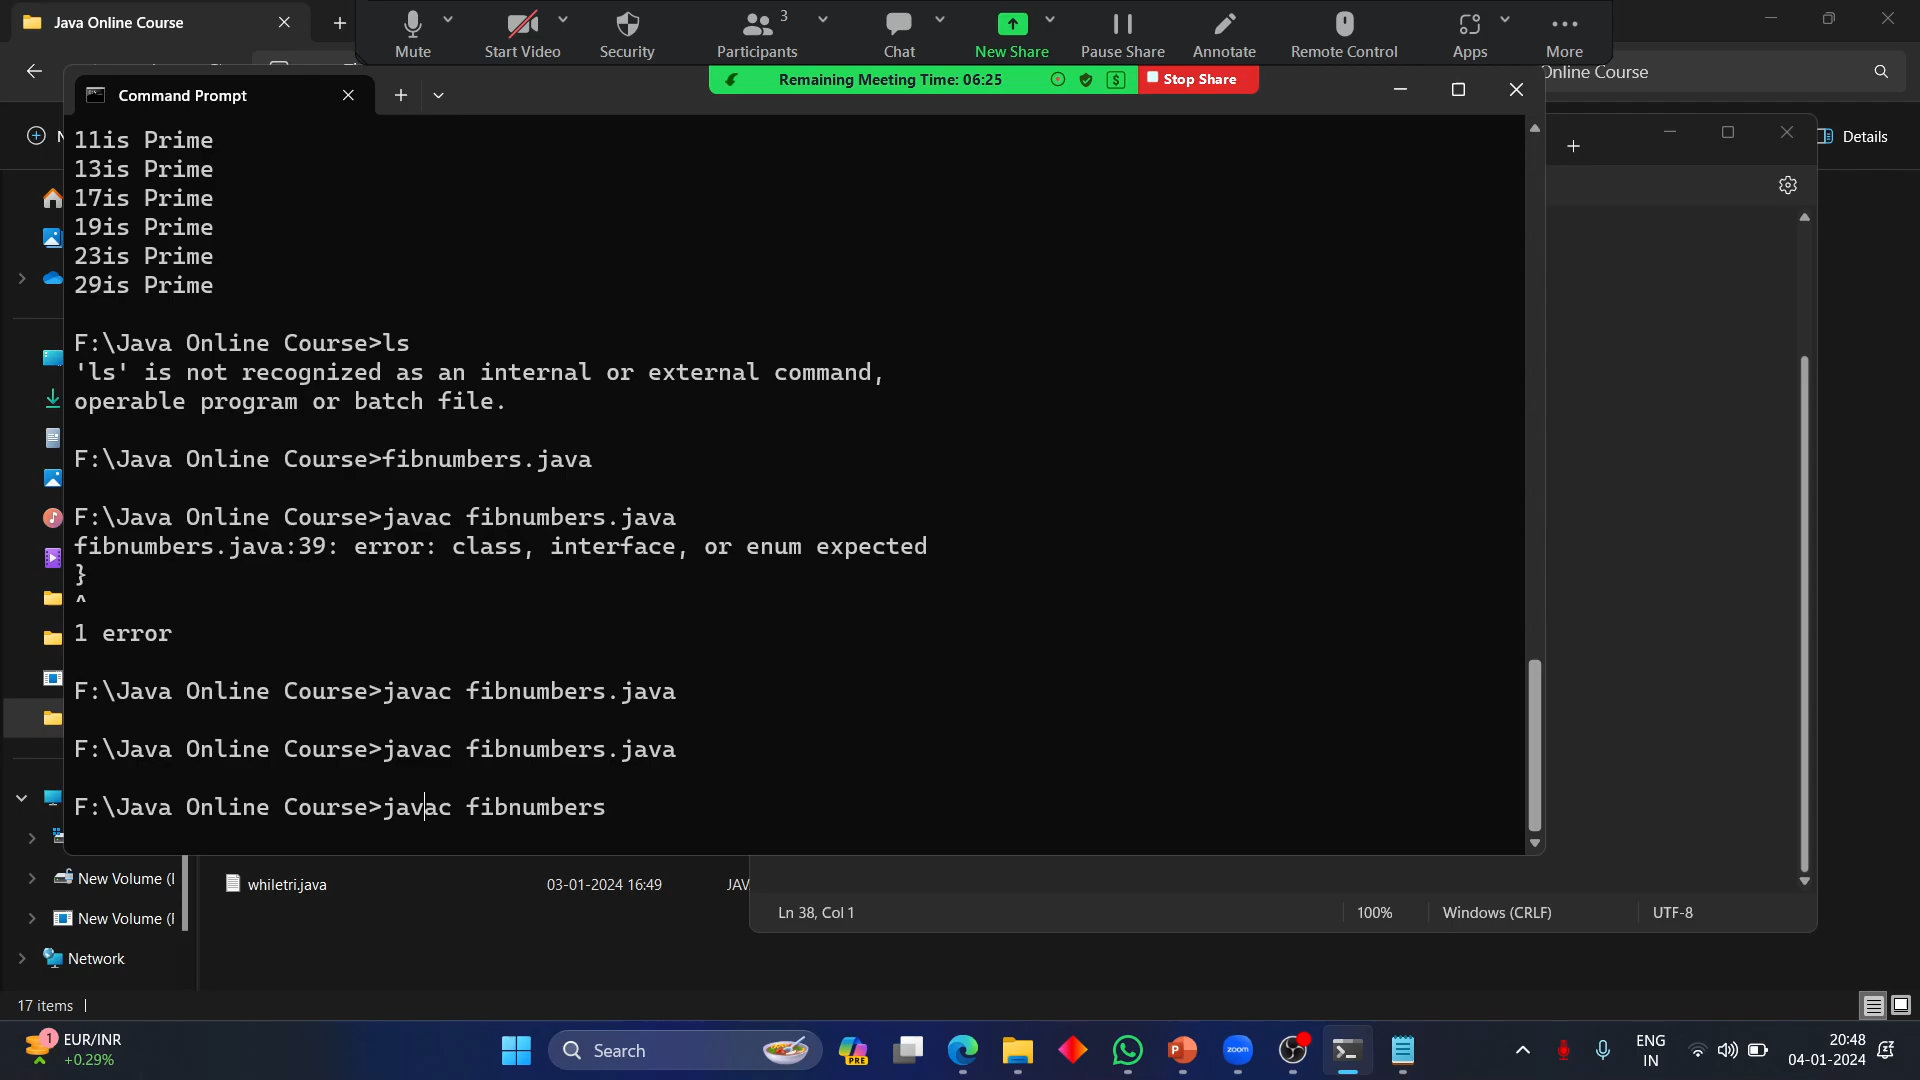 Java Online Course
Mute
Start Video
Security
3
Participants
Chat
New Share
Pause Share
Annotate
Remote Control
Apps
More
Remaining Meeting Time: 06:25
Stop Share
Online Course
Command Prompt
Details
11is Prime
13is Prime
17is Prime
19is Prime
23is Prime
29is Prime
F:\Java Online Course>ls
'ls' is not recognized as an internal or external command,
operable program or batch file.
F:\Java Online Course>fibnumbers.java
F:\Java Online Course>javac fibnumbers.java
fibnumbers.java:39: error: class, interface, or enum expected
}
^
1 error
F:\Java Online Course>javac fibnumbers.java
F:\Java Online Course>javac fibnumbers.java
F:\Java Online Course>javac fibnumbers
New Volume (
whiletri.java 03-01-2024 16:49 JAV
New Volume (
Ln 38, Col 1 100% Windows (CRLF) UTF-8
Network
17 items
1
EUR/INR
+0.29%
Search
PRE
zoom
ENG
IN
20:48
04-01-2024